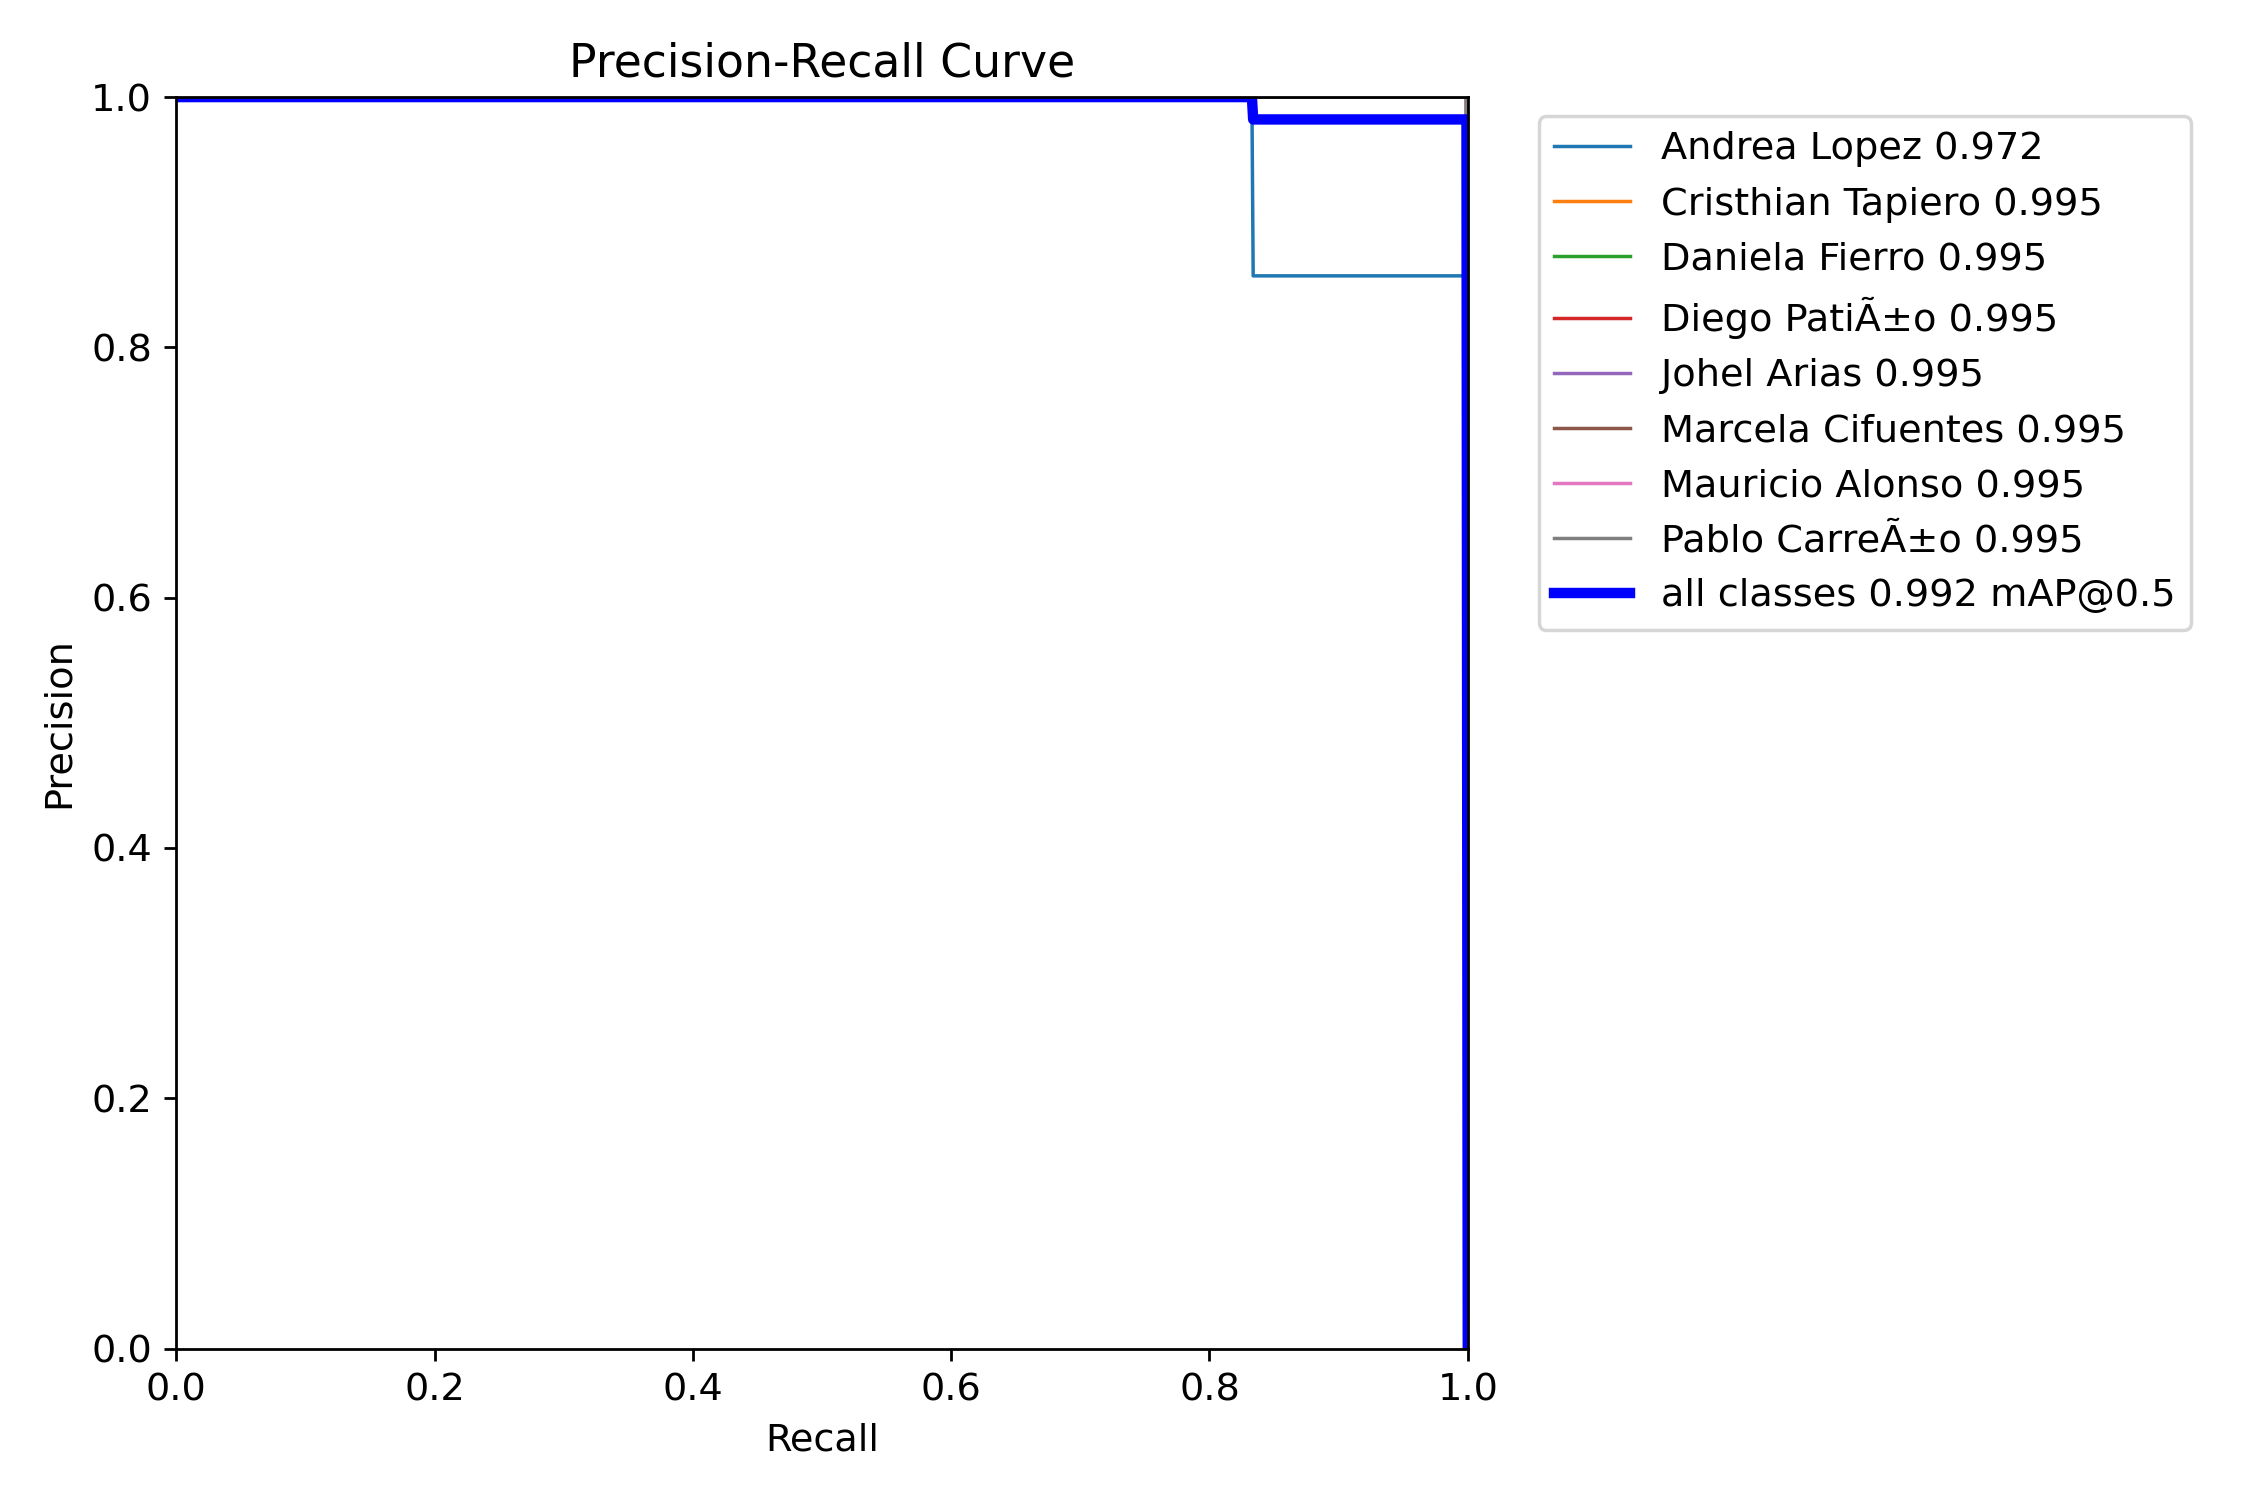 Precision-Recall Curve
1.0
0.8
0.6
0.4
0.2
0.0
Precision
0.0 0.2 0.4 0.6 0.8 1.0
Recall
Andrea Lopez 0.972
Cristhian Tapiero 0.995
Daniela Fierro 0.995
Diego PatiÃ±o 0.995
Johel Arias 0.995
Marcela Cifuentes 0.995
Mauricio Alonso 0.995
Pablo CarreÃ±o 0.995
all classes 0.992 mAP@0.5